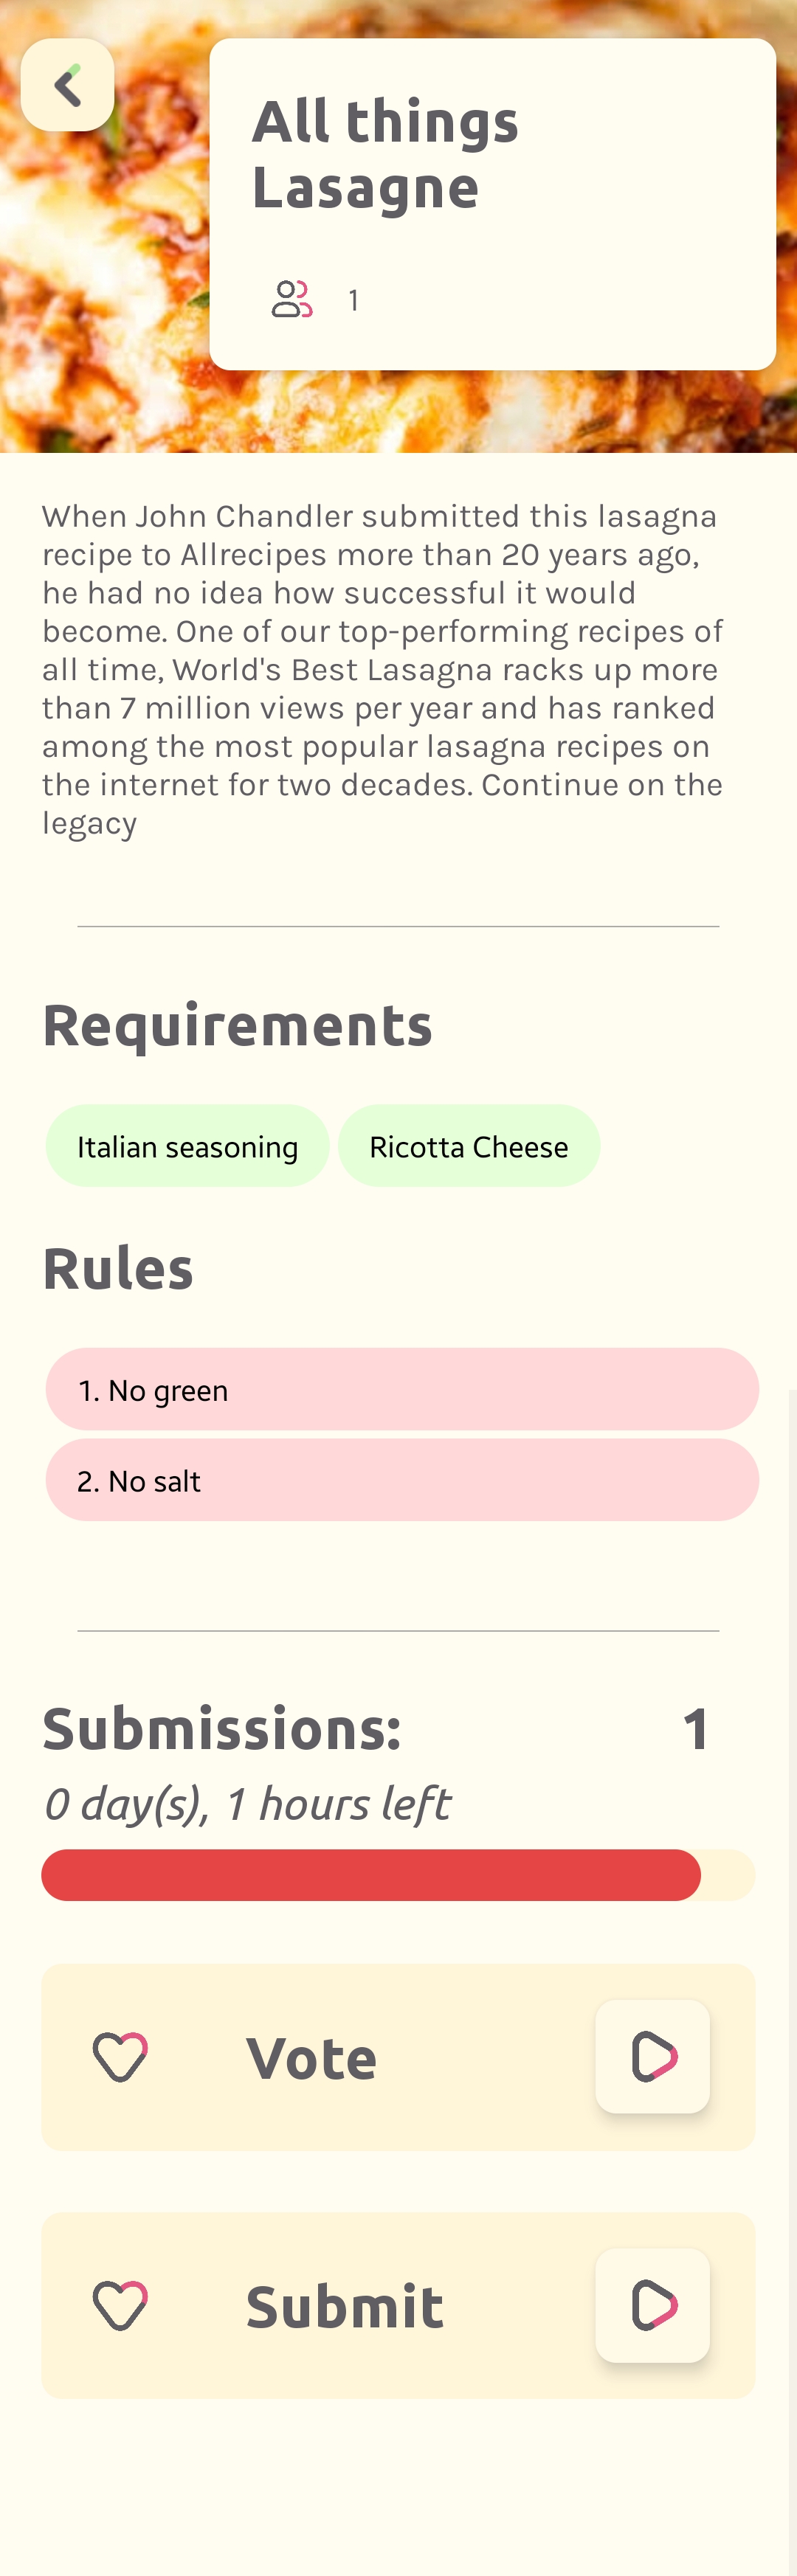 All things
Lasagne
1
When John Chandler submitted this lasagna
recipe to Allrecipes more than 20 years ago,
he had no idea how successful it would
become. One of our top-performing recipes of
all time, World's Best Lasagna racks up more
than 7 million views per year and has ranked
among the most popular lasagna recipes on
the internet for two decades. Continue on the
legacy
Requirements
Italian seasoning Ricotta Cheese
Rules
1. No green
2. No salt
Submissions: 1
0 day(s), 1 hours left
Vote
Submit